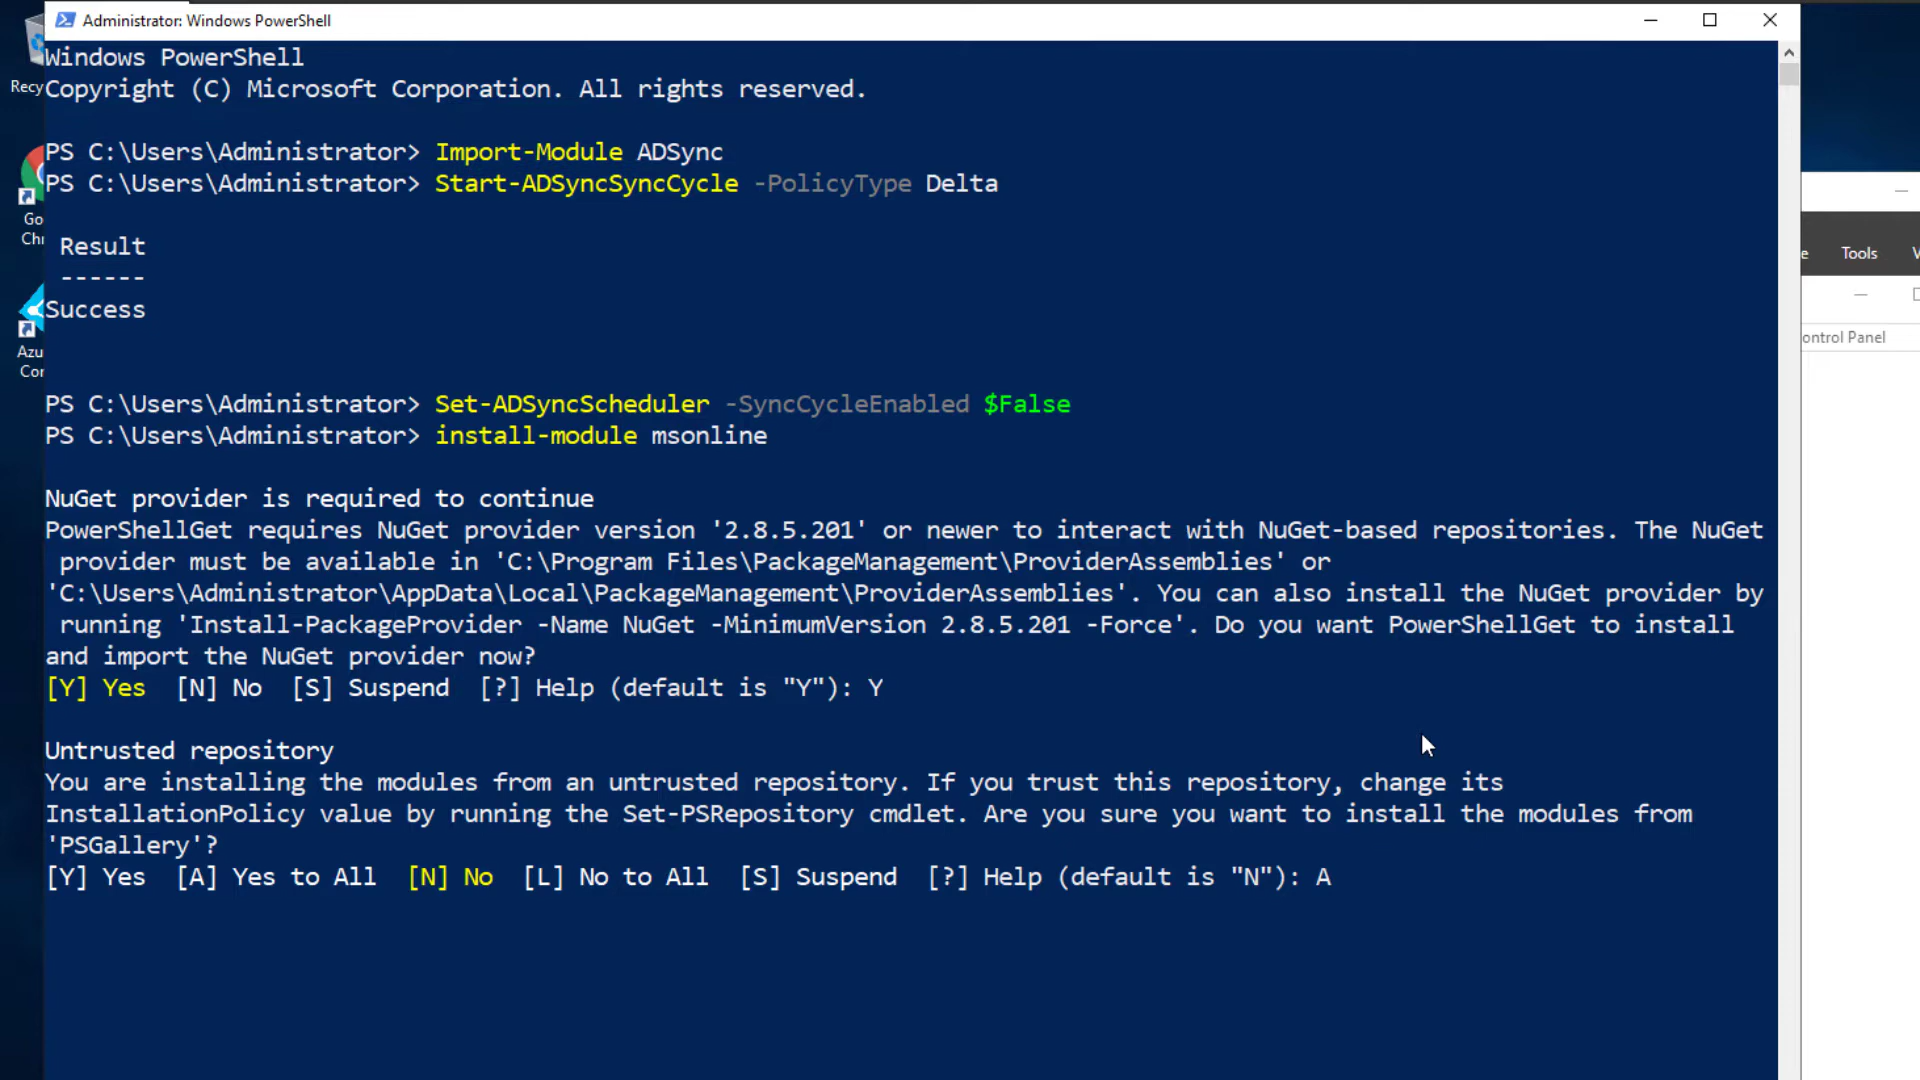 Administrator: Windows PowerShell
Windows PowerShell
Copyright (C) Microsoft Corporation. All rights reserved.
PS C:\Users\Administrator> Import-Module ADSync
PS C:\Users\Administrator> Start-ADSyncSyncCycle -PolicyType Delta
Result
------
Success
PS C:\Users\Administrator> Set-ADSyncScheduler -SyncCycleEnabled $False
PS C:\Users\Administrator> install-module msonline
NuGet provider is required to continue
PowerShellGet requires NuGet provider version '2.8.5.201' or newer to interact with NuGet-based repositories. The NuGet
provider must be available in 'C:\Program Files\PackageManagement\ProviderAssemblies' or
'C:\Users\Administrator\AppData\Local\PackageManagement\ProviderAssemblies'. You can also install the NuGet provider by
running 'Install-PackageProvider -Name NuGet -MinimumVersion 2.8.5.201 -Force'. Do you want PowerShellGet to install
and import the NuGet provider now?
[Y] Yes [N] No [S] Suspend [?] Help (default is "Y"): Y
Untrusted repository
You are installing the modules from an untrusted repository. If you trust this repository, change its
InstallationPolicy value by running the Set-PSRepository cmdlet. Are you sure you want to install the modules from
'PSGallery'?
[Y] Yes [A] Yes to All [N] No [L] No to All [S] Suspend [?] Help (default is "N"): A
Recy
Go
Chr
Azu
Cor
e Tools V
ontrol Panel